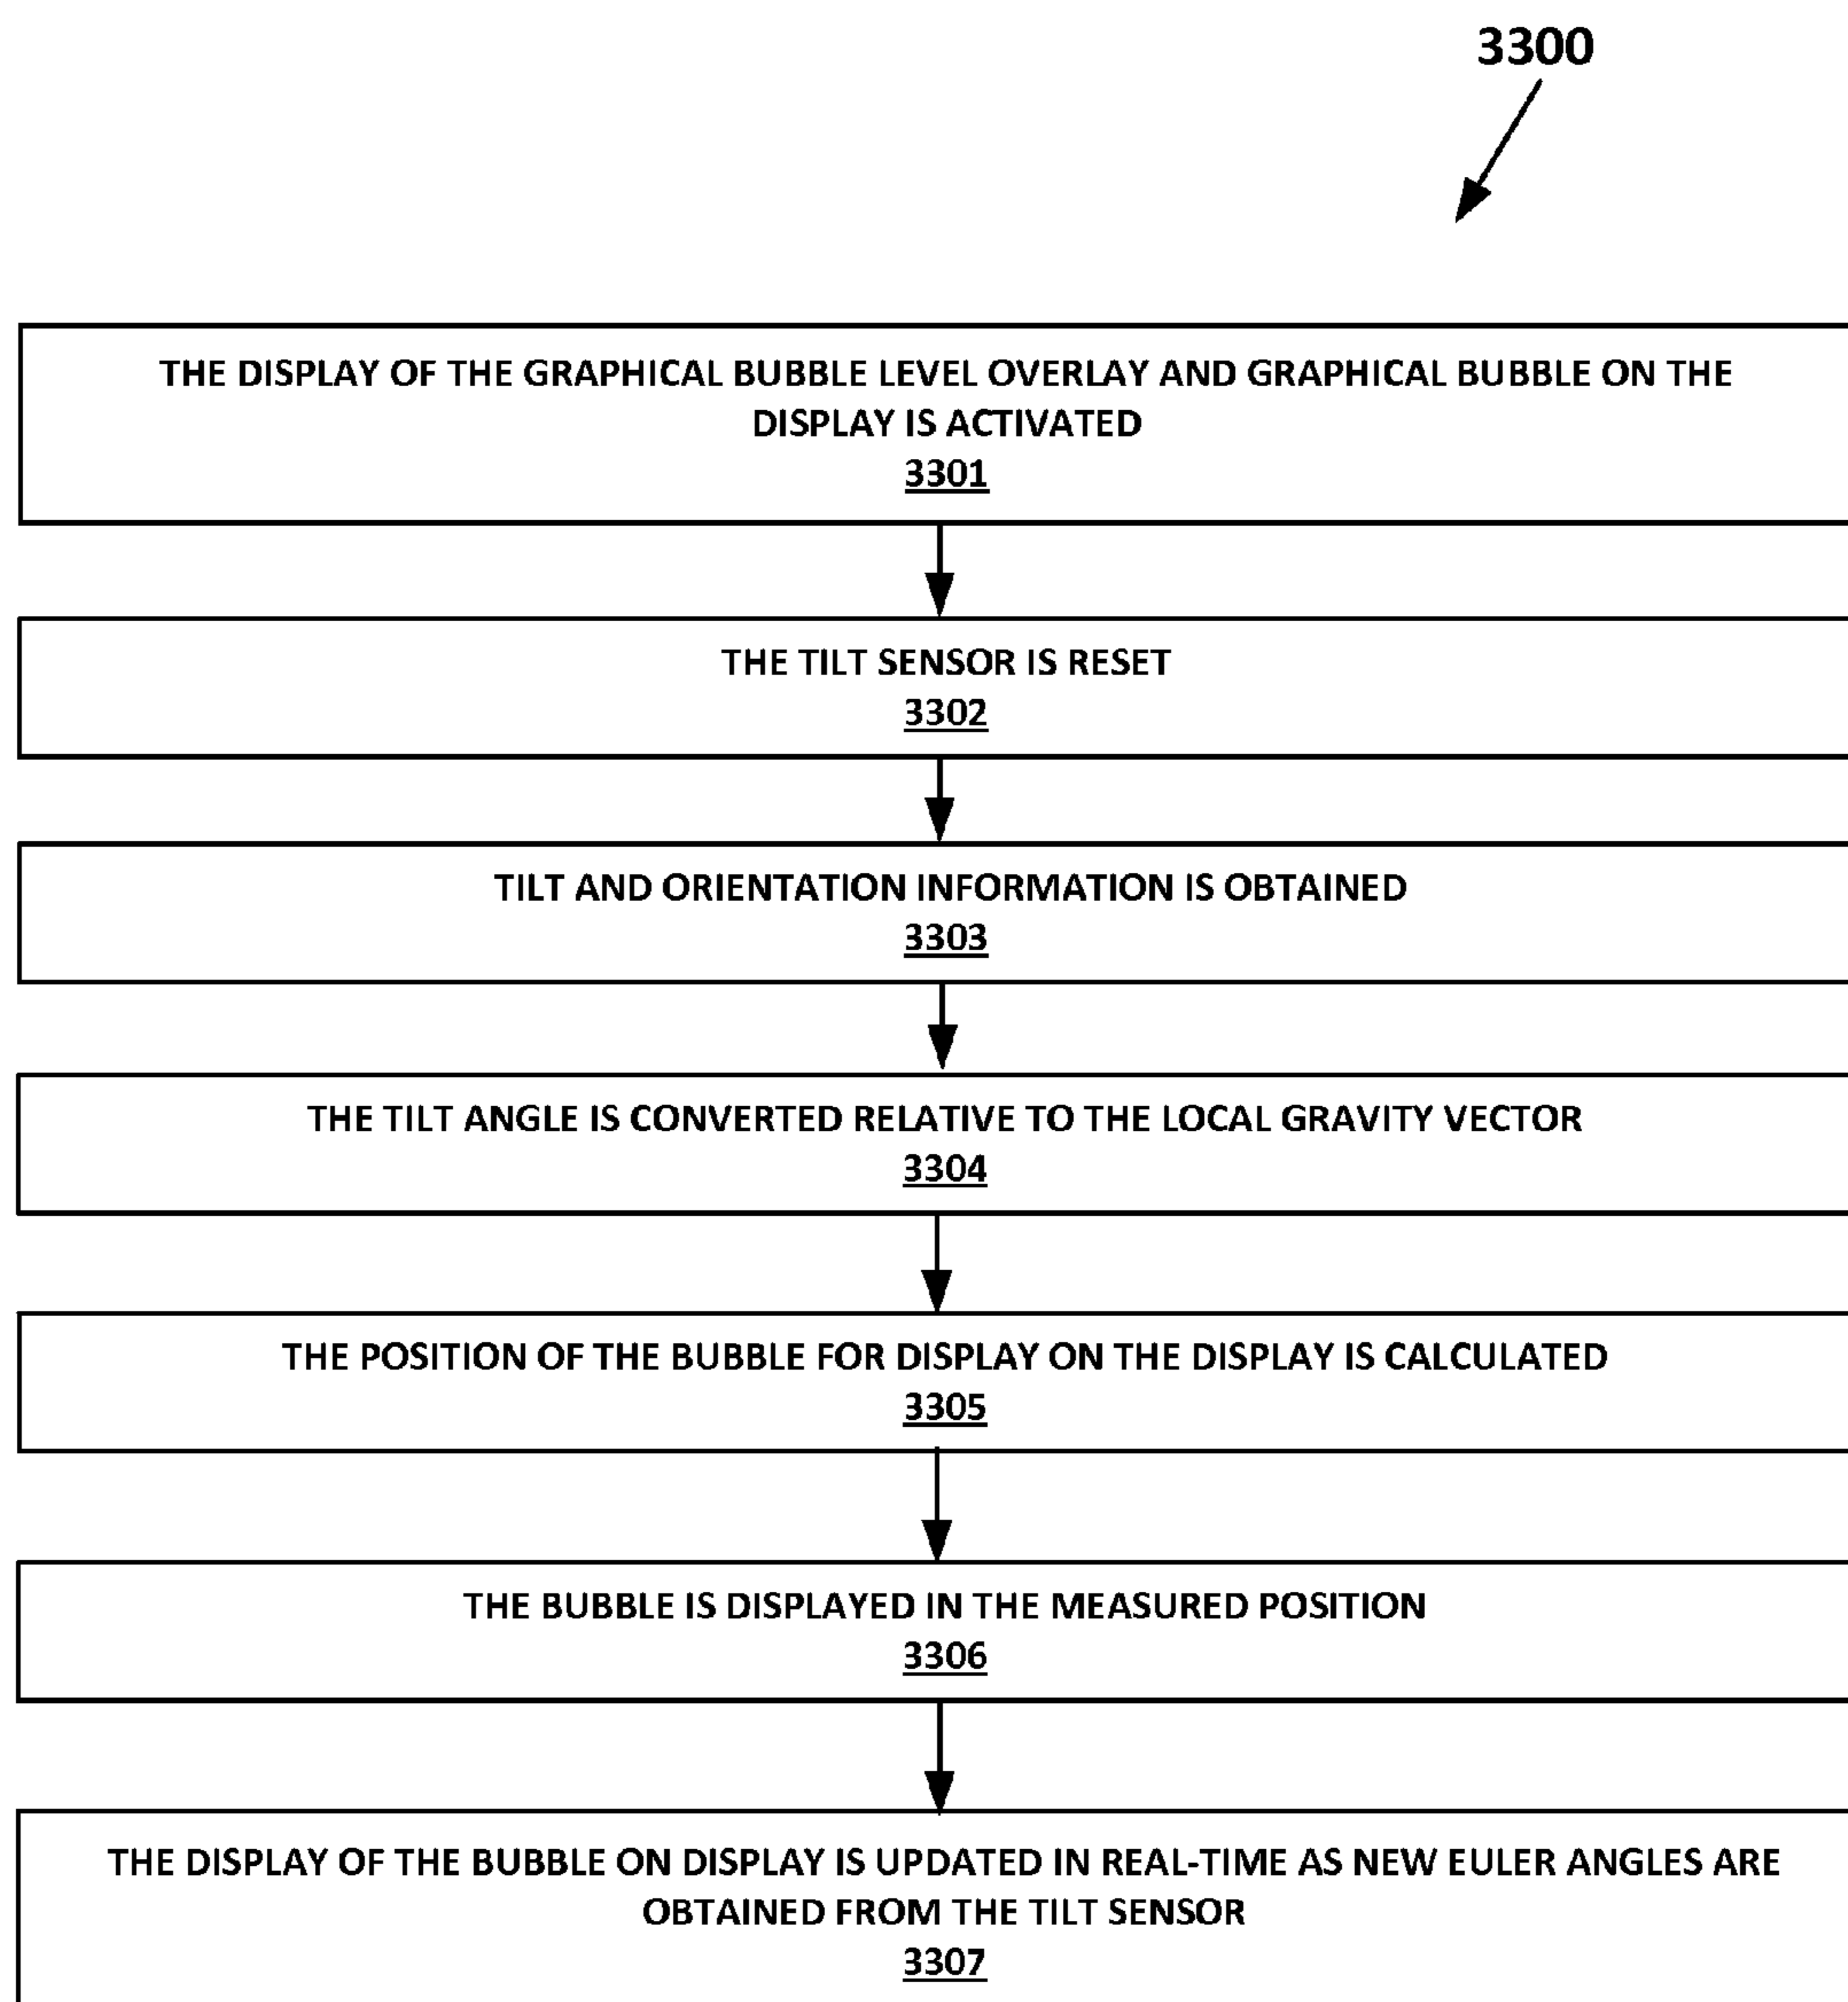 3300
THE DISPLAY OF THE GRAPHICAL BUBBLE LEVEL OVERLAY AND GRAPHICAL BUBBLE ON THE
DISPLAY IS ACTIVATED
3301
THE TILT SENSOR IS RESET
3302
TILT AND ORIENTATION INFORMATION IS OBTAINED
3303
THE TILT ANGLE IS CONVERTED RELATIVE TO THE LOCAL GRAVITY VECTOR
3304
THE POSITION OF THE BUBBLE FOR DISPLAY ON THE DISPLAY IS CALCULATED
3305
THE BUBBLE IS DISPLAYED IN THE MEASURED POSITION
3306
THE DISPLAY OF THE BUBBLE ON DISPLAY IS UPDATED IN REAL-TIME AS NEW EULER ANGLES ARE
OBTAINED FROM THE TILT SENSOR
3307